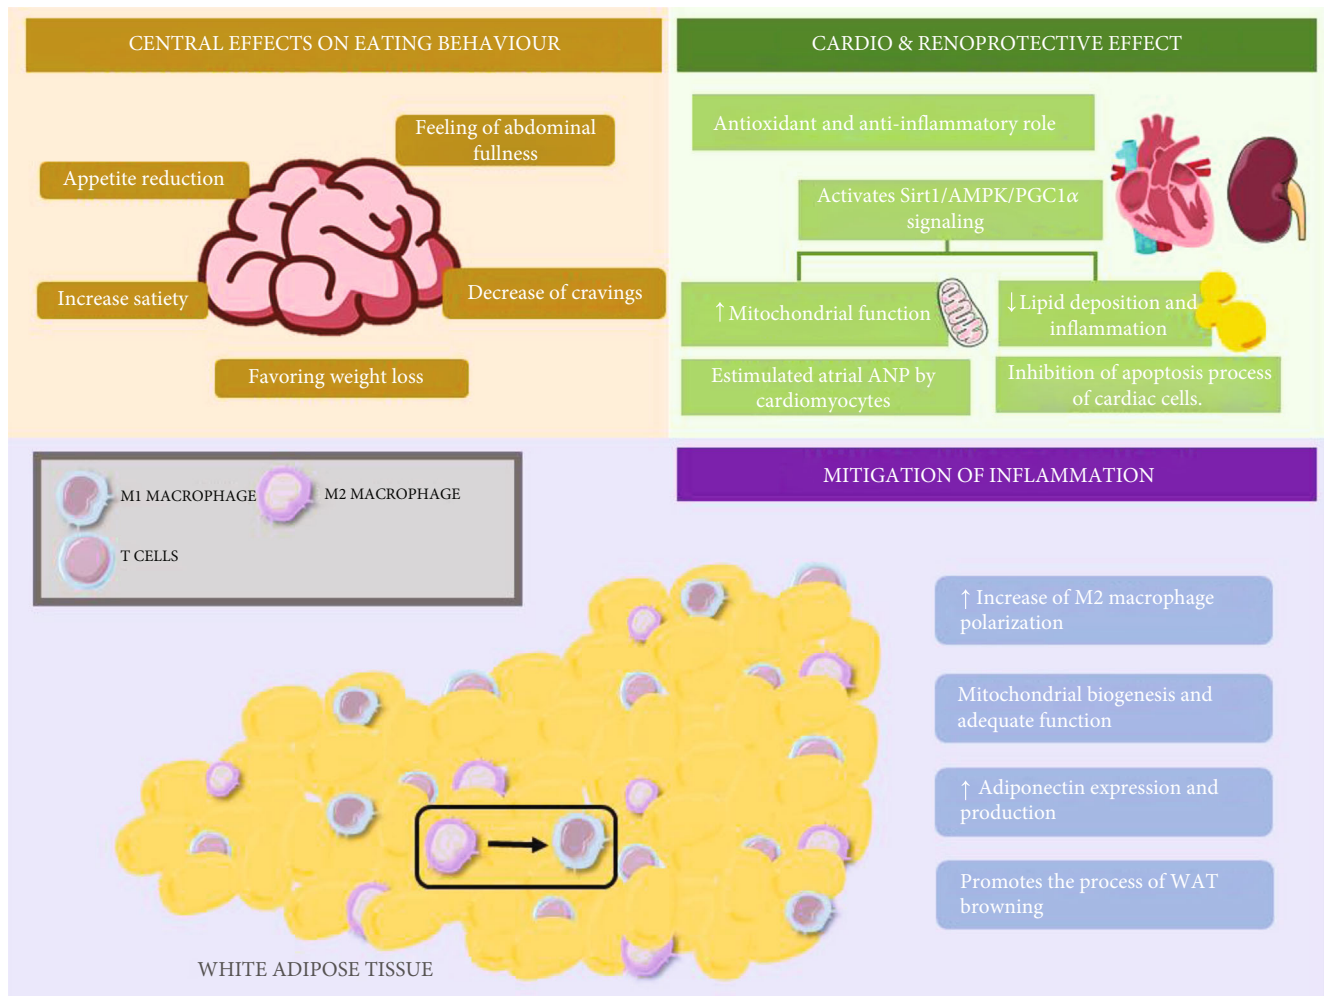 CENTRAL EFFECTS ON EATING BEHAVIOUR
Feeling of abdominal
fullness
Appetite reduction
Increase satiety
Decrease of cravings
Favoring weight loss
CARDIO & RENOPROTECTIVE EFFECT
Antioxidant and anti-inflammatory role
Activates Sirt1/AMPK/PGC1α
signaling
↑ Mitochondrial function
↓ Lipid deposition and
inflammation
Estimulated atrial ANP by
cardiomyocytes
Inhibition of apoptosis process
of cardiac cells.
M1 MACROPHAGE
M2 MACROPHAGE
T CELLS
MITIGATION OF INFLAMMATION
↑ Increase of M2 macrophage
polarization
Mitochondrial biogenesis and
adequate function
↑ Adiponectin expression and
production
Promotes the process of WAT
browning
WHITE ADIPOSE TISSUE